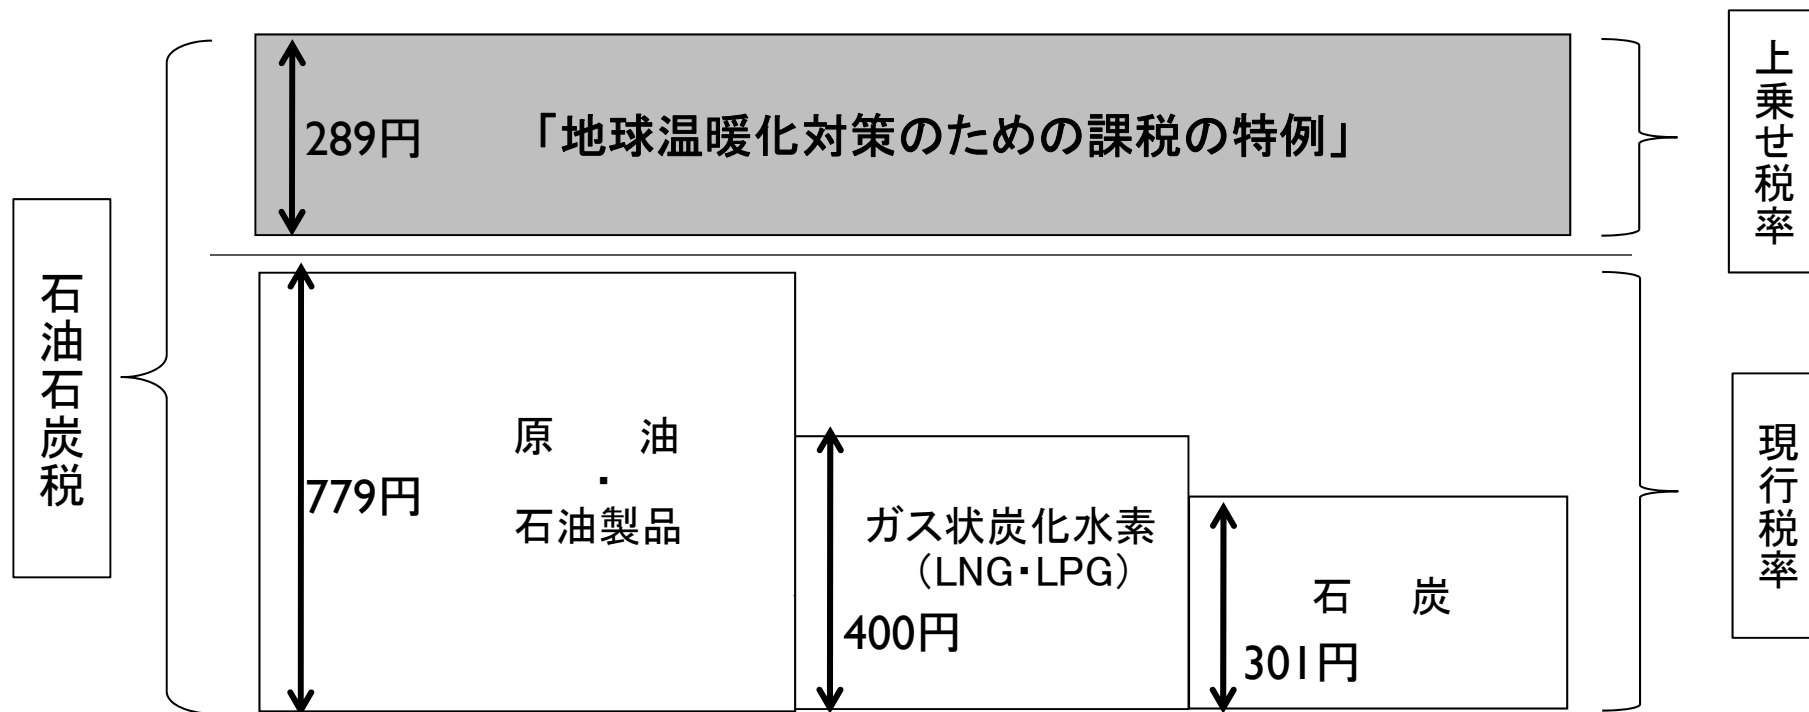 289円
「地球温暖化対策のための課税の特例」
上乗せ税率
石油石炭税
779円
原　油
・
石油製品
ガス状炭化水素
（LNG・LPG）
400円
石　炭
301円
現行税率